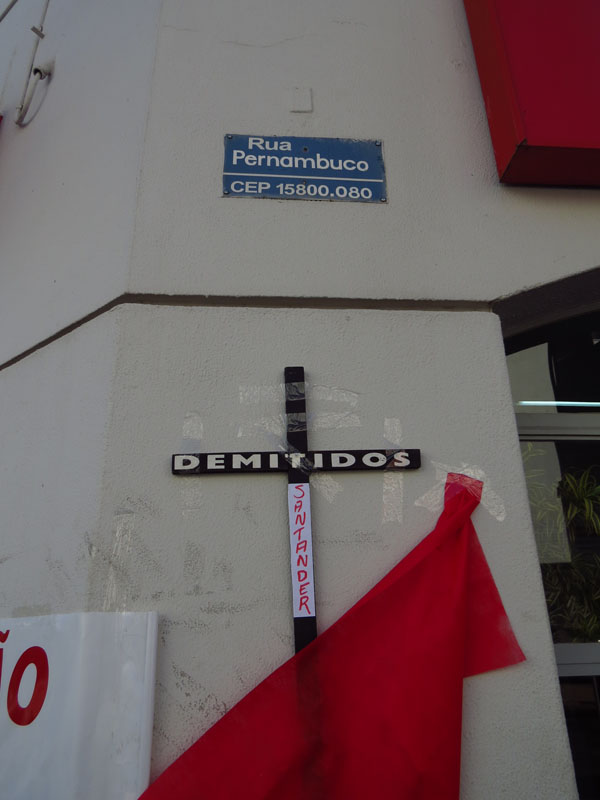 Rua
Pernambuco
CEP 15800.080
DEMITIDOS
SANTANDER
ÃO